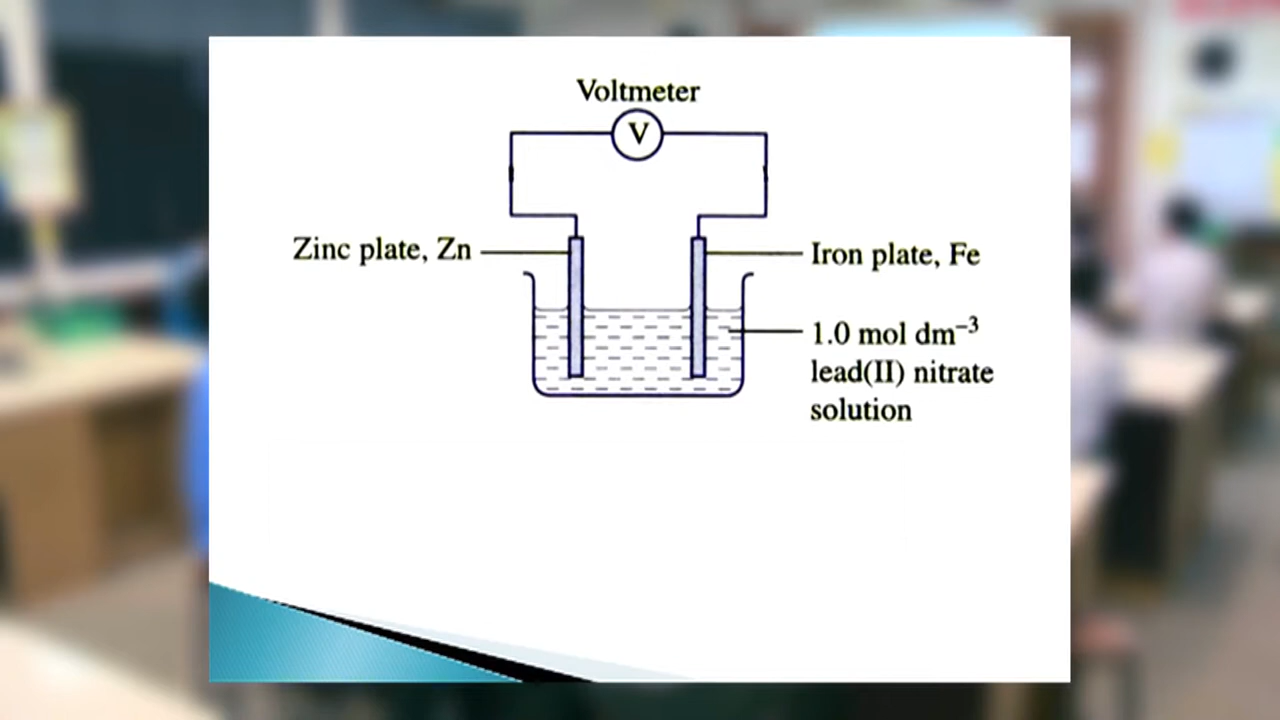 Voltmeter
V
Zinc plate, Zn
Iron plate, Fe
1.0 mol dm⁻³
lead(II) nitrate
solution